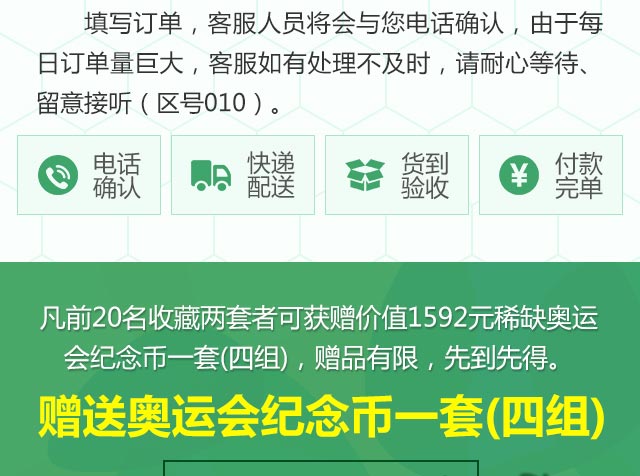 填写订单，客服人员将会与您电话确认，由于每
日订单量巨大，客服如有处理不及时，请耐心等待、
留意接听（区号010）。
电话
确认
快递
配送
货到
验收
¥
付款
完单
凡前20名收藏两套者可获赠价值1592元稀缺奥运
会纪念币一套(四组)，赠品有限，先到先得。
赠送奥运会纪念币一套(四组)